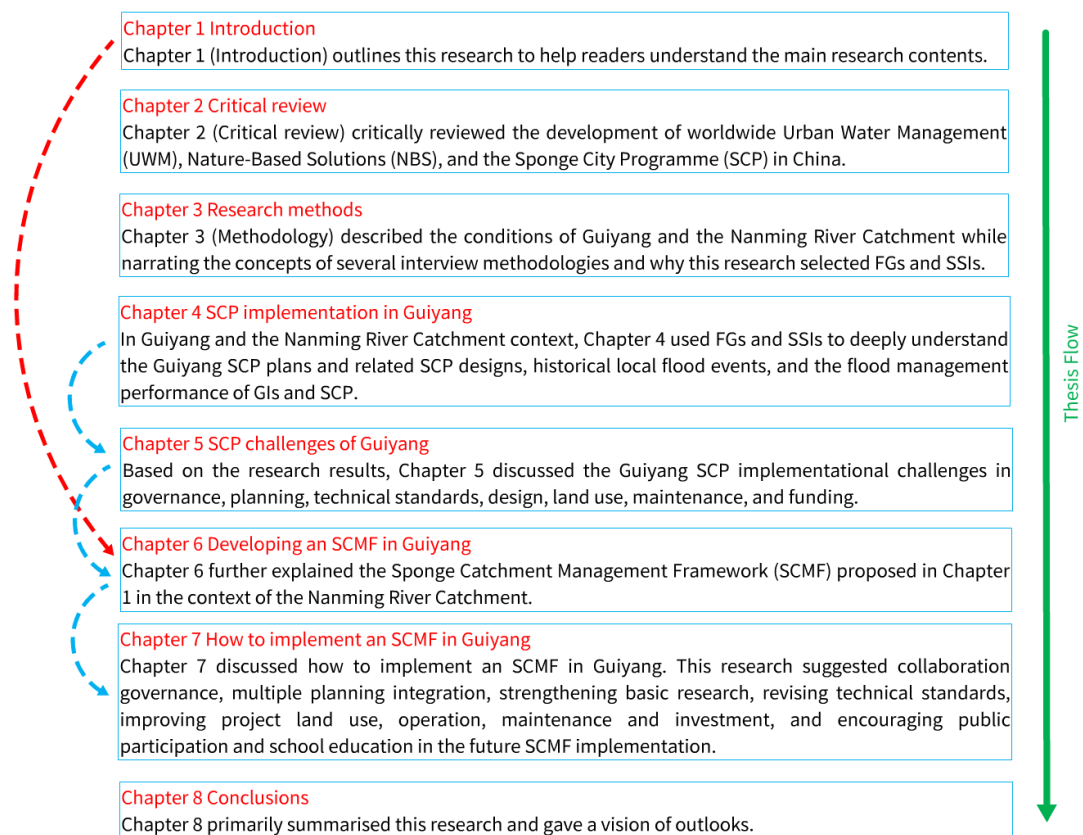 Chapter 1 Introduction
Chapter 1 (Introduction) outlines this research to help readers understand the main research contents.
Chapter 2 Critical review
Chapter 2 (Critical review) critically reviewed the development of worldwide Urban Water Management
(UWM), Nature-Based Solutions (NBS), and the Sponge City Programme (SCP) in China.
Chapter 3 Research methods
Chapter 3 (Methodology) described the conditions of Guiyang and the Nanming River Catchment while
narrating the concepts of several interview methodologies and why this research selected FGs and SSIs.
Chapter 4 SCP implementation in Guiyang
In Guiyang and the Nanming River Catchment context, Chapter 4 used FGs and SSIs to deeply understand
the Guiyang SCP plans and related SCP designs, historical local flood events, and the flood management
performance of GIs and SCP.
Chapter 5 SCP challenges of Guiyang
Based on the research results, Chapter 5 discussed the Guiyang SCP implementational challenges in
governance, planning, technical standards, design, land use, maintenance, and funding.
Chapter 6 Developing an SCMF in Guiyang
Chapter 6 further explained the Sponge Catchment Management Framework (SCMF) proposed in Chapter
1 in the context of the Nanming River Catchment.
Chapter 7 How to implement an SCMF in Guiyang
Chapter 7 discussed how to implement an SCMF in Guiyang. This research suggested collaboration
governance, multiple planning integration, strengthening basic research, revising technical standards,
improving project land use, operation, maintenance and investment, and encouraging public
participation and school education in the future SCMF implementation.
Chapter 8 Conclusions
Chapter 8 primarily summarised this research and gave a vision of outlooks.
Thesis Flow